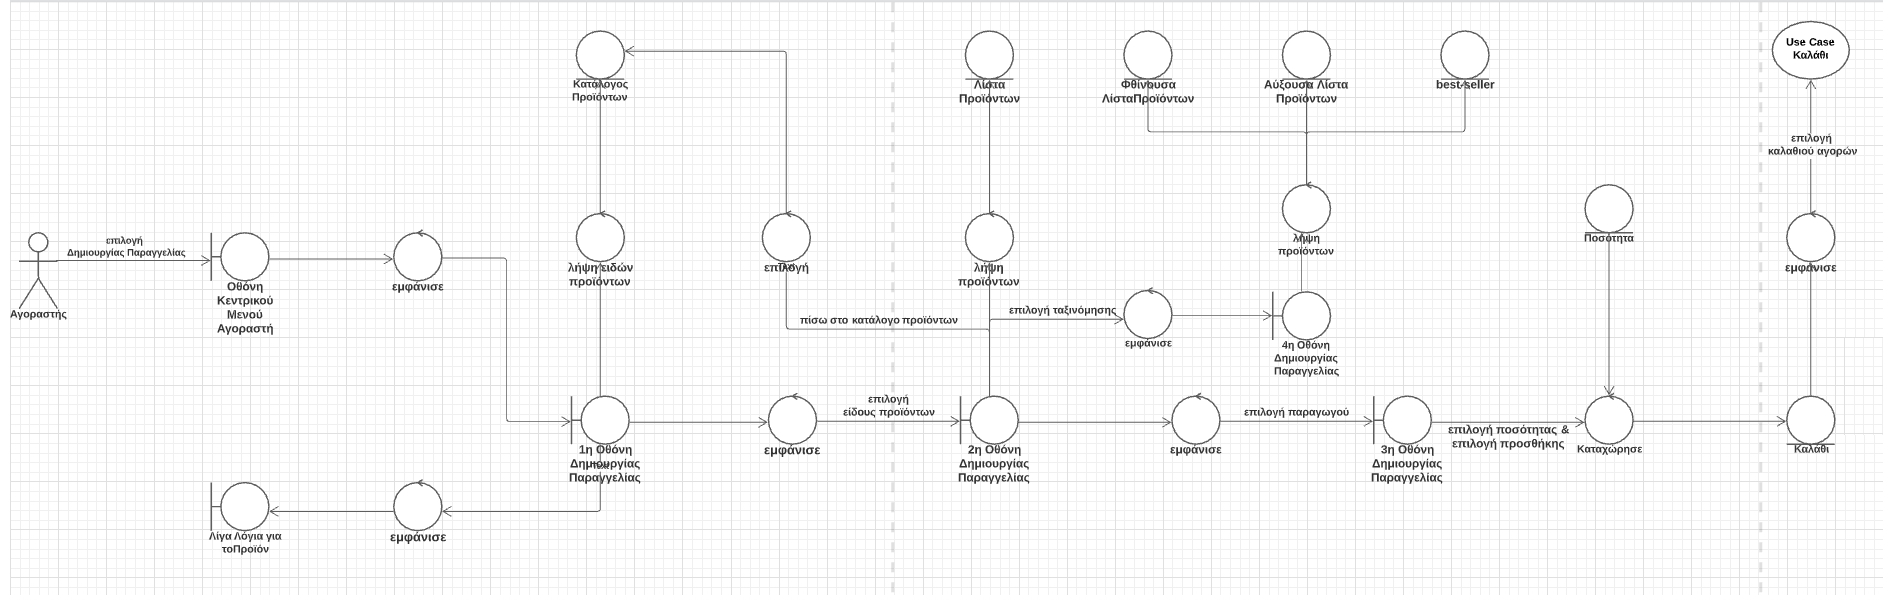 Κατάλογος
Προϊόντων
Λίστα
Προϊόντων
Φθίνουσα
ΛίσταΠροϊόντων
Αύξουσα Λίστα
Προϊόντων
best-seller
Use Case
Καλάθι
επιλογή
καλαθιού αγορών
επιλογή
Δημιουργίας Παραγγελίας
Αγοραστής
Οθόνη
Κεντρικού
Μενού
Αγοραστή
εμφάνισε
λήψη ειδών
προϊόντων
επιλογή
λήψη
προϊόντων
λήψη
προϊόντων
Ποσότητα
εμφάνισε
πίσω στο κατάλογο προϊόντων
επιλογή ταξινόμησης
εμφάνισε
4η Οθόνη
Δημιουργίας
Παραγγελίας
1η Οθόνη
Δημιουργίας
Παραγγελίας
εμφάνισε
επιλογή
είδους προϊόντων
2η Οθόνη
Δημιουργίας
Παραγγελίας
εμφάνισε
επιλογή παραγωγού
3η Οθόνη
Δημιουργίας
Παραγγελίας
επιλογή ποσότητας &
επιλογή προσθήκης
Καταχώρησε
Καλάθι
Λίγα Λόγια για
τοΠροϊόν
εμφάνισε